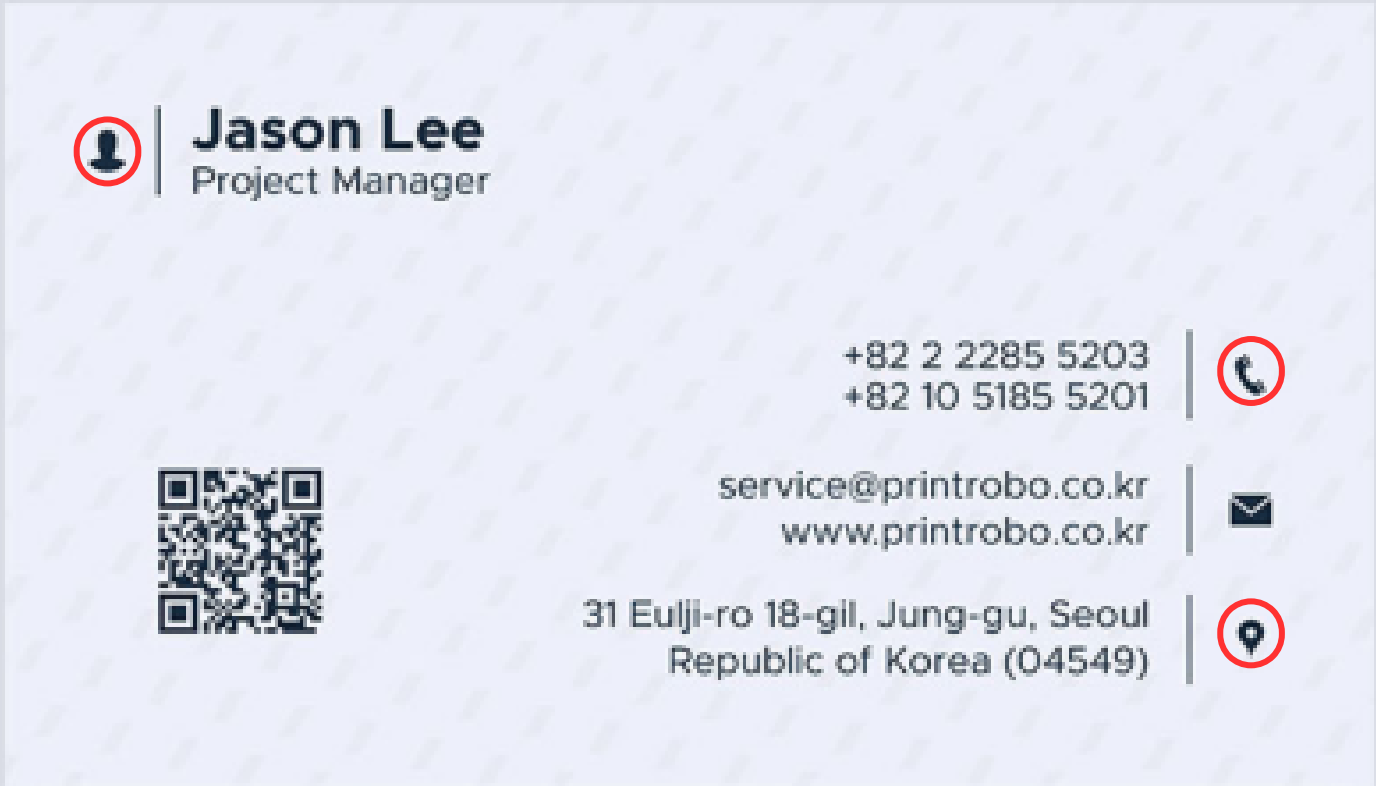 Jason Lee
Project Manager
+82 2 2285 5203
+82 10 5185 5201
service@printrobo.co.kr
www.printrobo.co.kr
31 Eulji-ro 18-gil, Jung-gu, Seoul
Republic of Korea (04549)